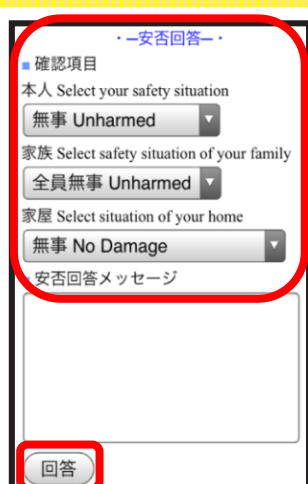 ・―安否回答―・
■ 確認項目
本人 Select your safety situation
無事 Unharmed
家族 Select safety situation of your family
全員無事 Unharmed
家屋 Select situation of your home
無事 No Damage
安否回答メッセージ
回答